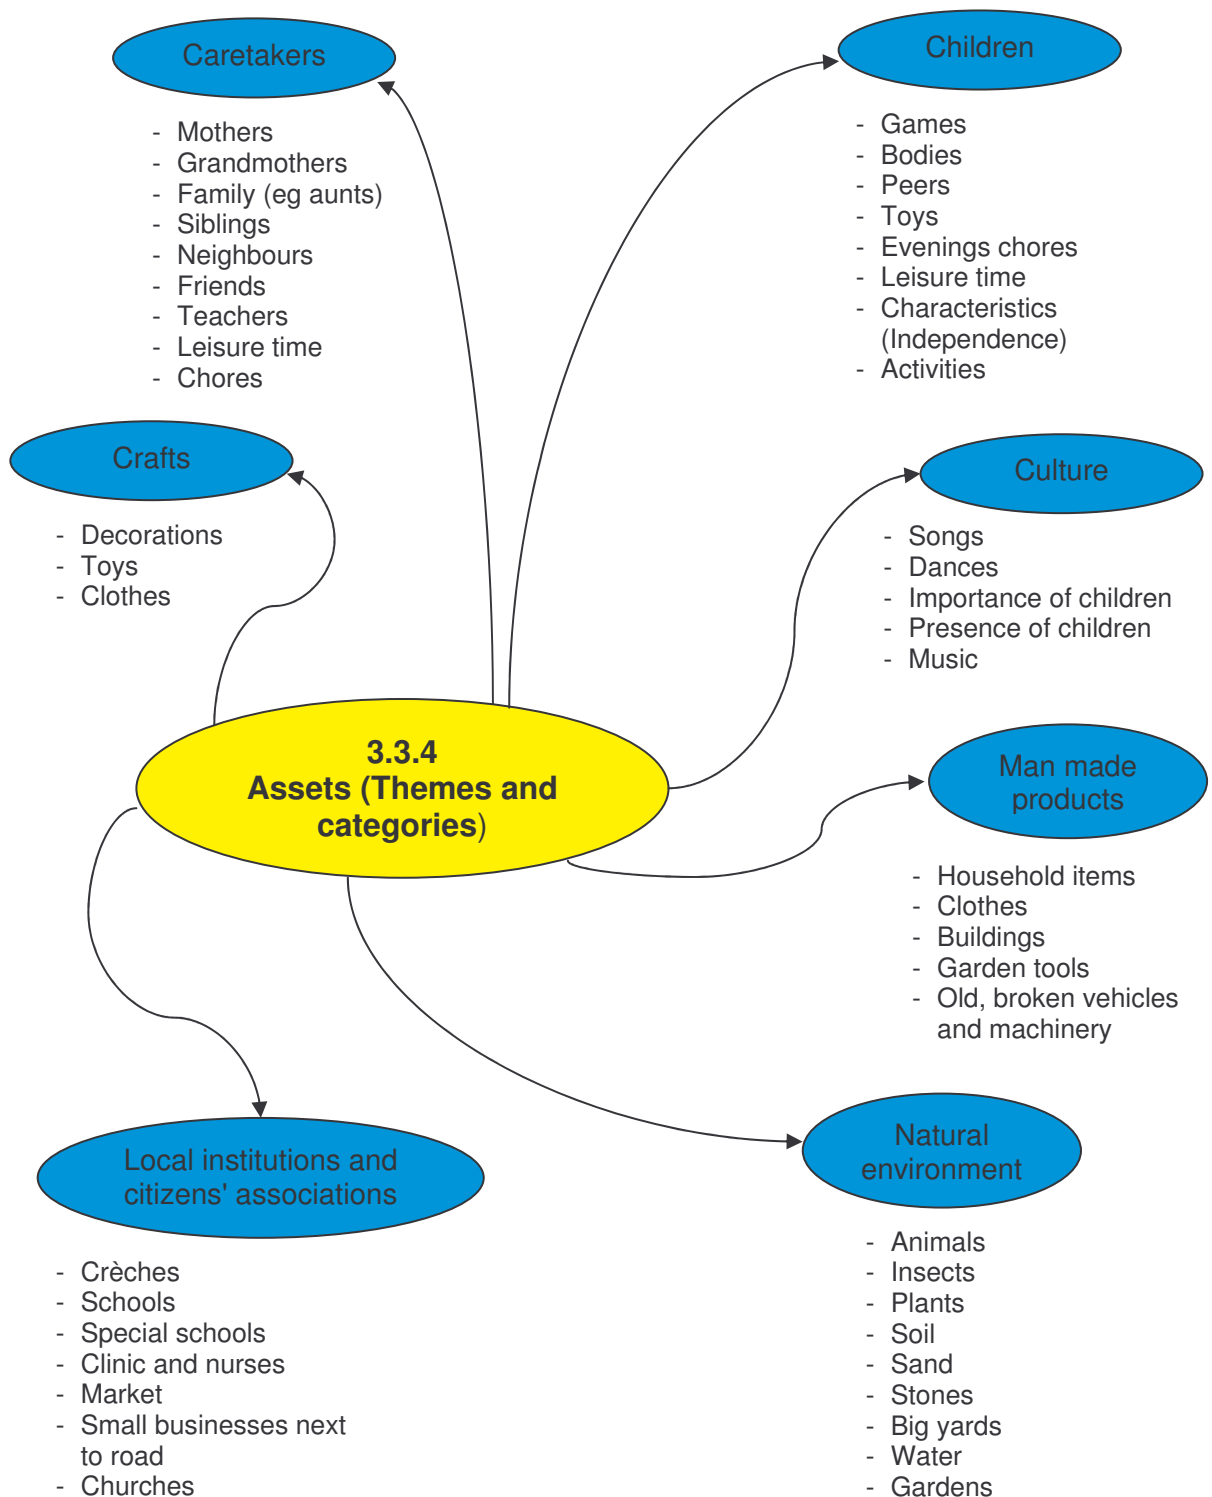 Caretakers
- Mothers
- Grandmothers
- Family (eg aunts)
- Siblings
- Neighbours
- Friends
- Teachers
- Leisure time
- Chores
Children
- Games
- Bodies
- Peers
- Toys
- Evenings chores
- Leisure time
- Characteristics
(Independence)
- Activities
Crafts
- Decorations
- Toys
- Clothes
Culture
- Songs
- Dances
- Importance of children
- Presence of children
- Music
3.3.4
Assets (Themes and
categories)
Man made
products
- Household items
- Clothes
- Buildings
- Garden tools
- Old, broken vehicles
and machinery
Local institutions and
citizens' associations
- Crèches
- Schools
- Special schools
- Clinic and nurses
- Market
- Small businesses next
to road
- Churches
Natural
environment
- Animals
- Insects
- Plants
- Soil
- Sand
- Stones
- Big yards
- Water
- Gardens